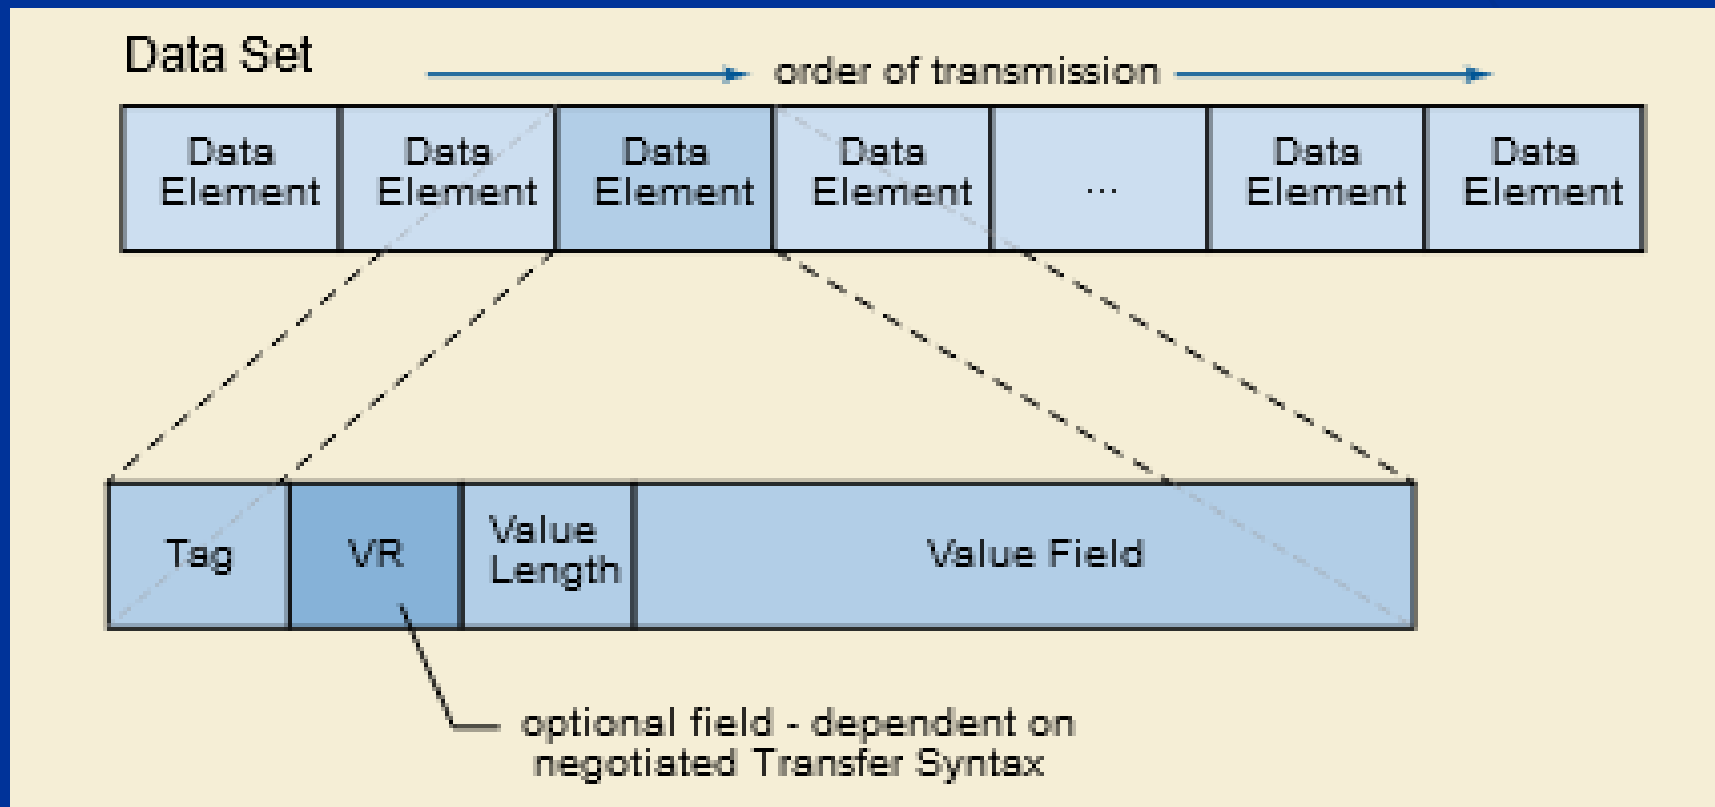 Data Set
order of transmission
Data Element
Data Element
Data Element
Data Element
...
Data Element
Data Element
Tag
VR
Value Length
Value Field
optional field - dependent on
negotiated Transfer Syntax